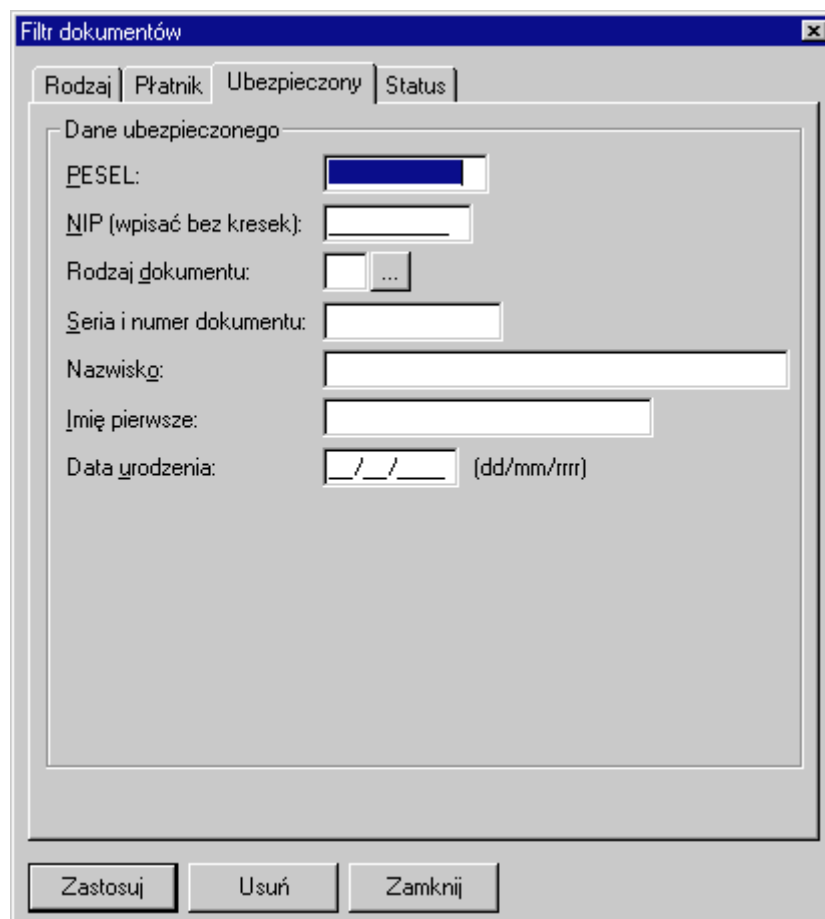 Filtr dokumentów
Rodzaj Płatnik Ubezpieczony Status
Dane ubezpieczonego
PESEL:
NIP (wpisać bez kresek): __________
Rodzaj dokumentu: ...
Seria i numer dokumentu:
Nazwisko:
Imię pierwsze:
Data urodzenia: __/__/____ (dd/mm/rrrr)
Zastosuj Usuń Zamknij